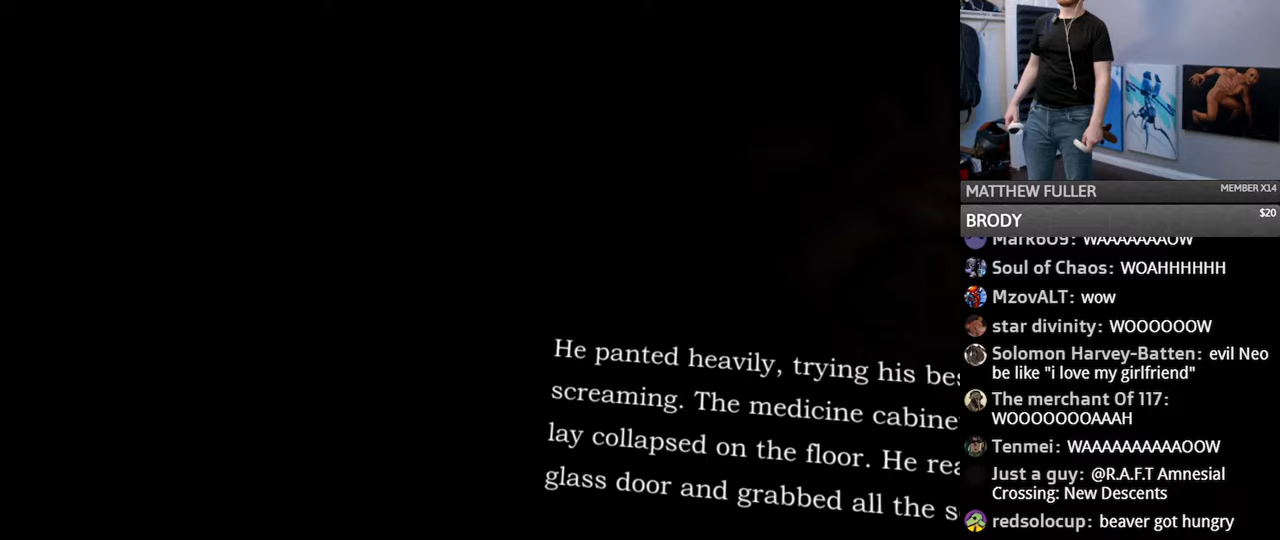 He panted heavily, trying his
screaming. The medicine
lay collapsed on the floor. He
glass door and grabbed all the
MATTHEW FULLER
MEMBER X14
BRODY
$20
Mark6U9: WAAAAAAAOW
Soul of Chaos: WOAHHHHHH
MzovALT: wow
star divinity: WOOOOOOW
Solomon Harvey-Batten: evil Neo
be like "i love my girlfriend"
The merchant Of 117:
WOOOOOOOAAAH
Tenmei: WAAAAAAAAAAOOW
Just a guy: @R.A.F.T Amnesial
Crossing: New Descents
redsolocup: beaver got hungry